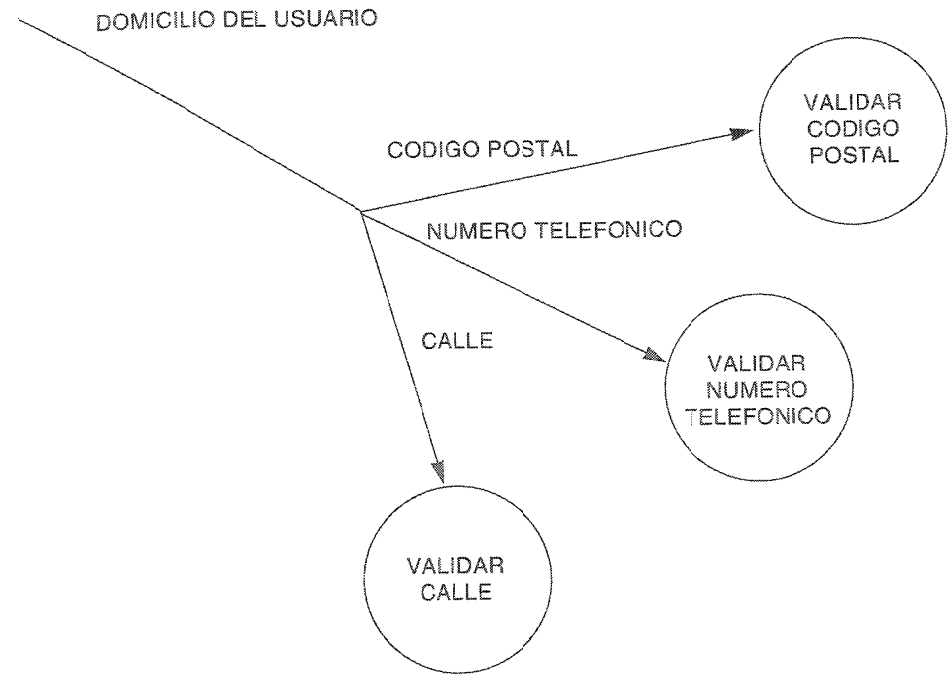 DOMICILIO DEL USUARIO
VALIDAR
CODIGO
POSTAL
CODIGO POSTAL
NUMERO TELEFONICO
CALLE
VALIDAR
NUMERO
TELEFONICO
VALIDAR
CALLE